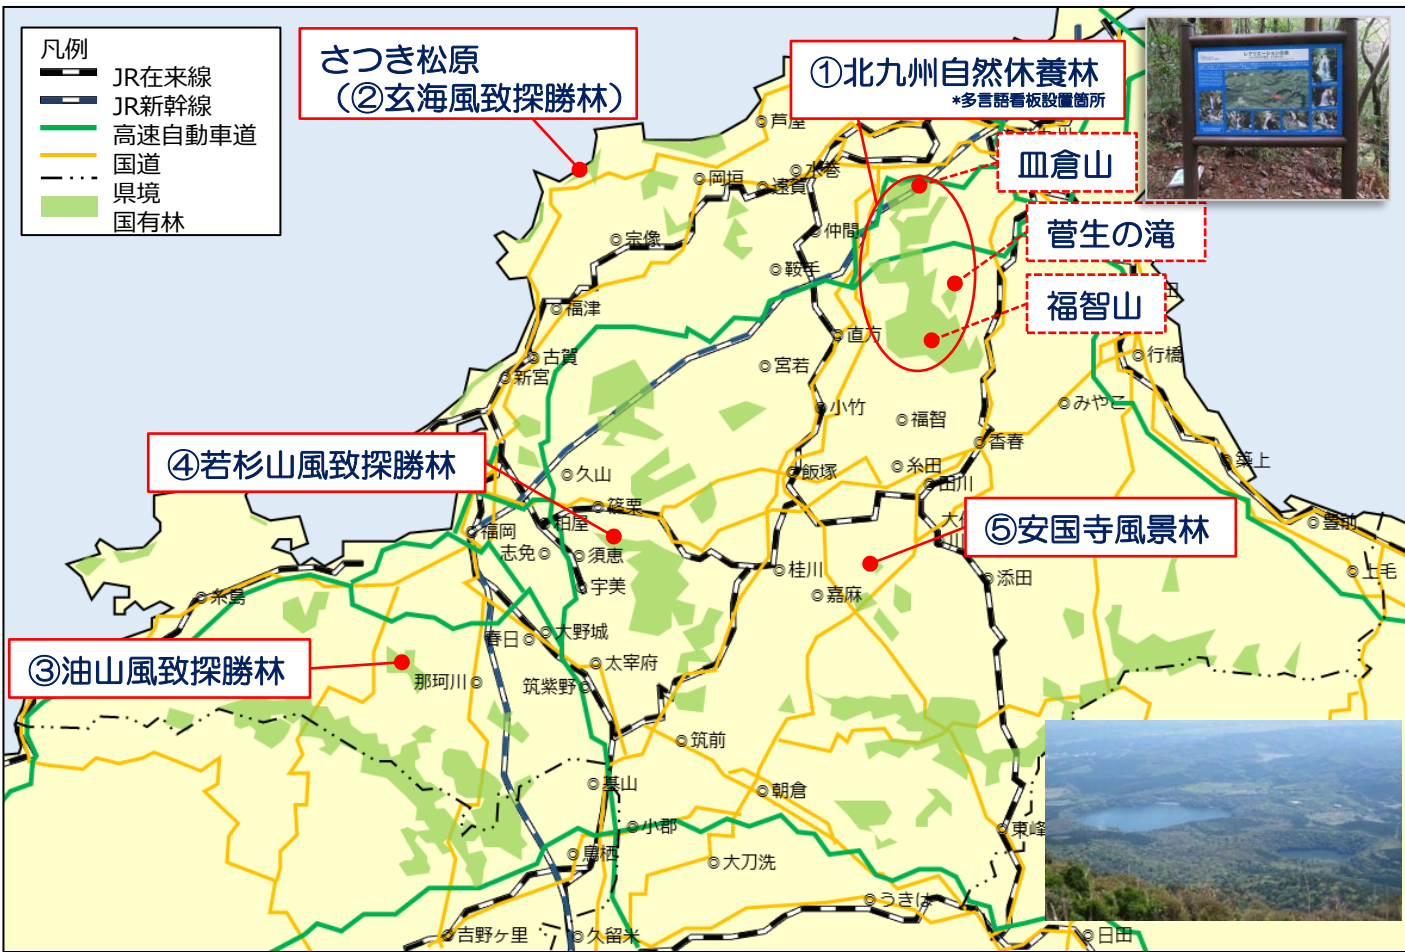 凡例
JR在来線
JR新幹線
高速自動車道
国道
県境
国有林
さつき松原
（②玄海風致探勝林）
①北九州自然休養林
*多言語看板設置箇所
皿倉山
菅生の滝
福智山
④若杉山風致探勝林
⑤安国寺風景林
③油山風致探勝林
芦屋
水巻
岡垣
遠賀
宗像
中間
鞍手
福津
直方
行橋
古賀
宮若
新宮
小竹
みやこ
福智
香春
築上
久山
飯塚
糸田
田川
篠栗
福岡
粕屋
豊前
志免
須恵
桂川
添田
上毛
宇美
嘉麻
糸島
春日
大野城
太宰府
那珂川
筑紫野
筑前
基山
朝倉
小郡
東峰
鳥栖
大刀洗
うきは
吉野ヶ里
久留米
日田